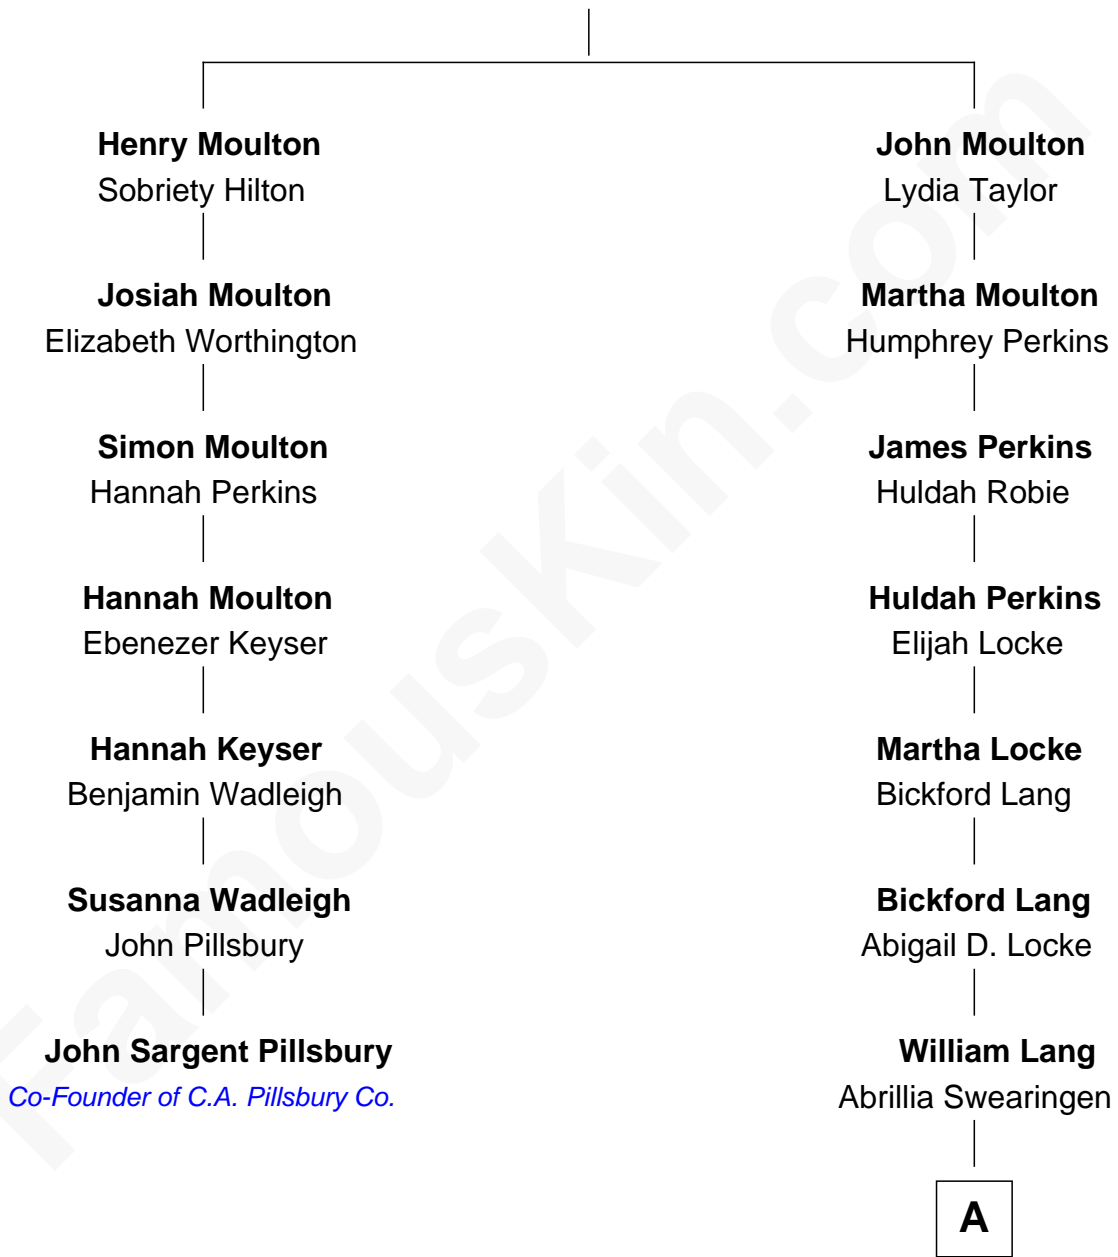 Henry Moulton
Sobriety Hilton
John Moulton
Lydia Taylor
Josiah Moulton
Elizabeth Worthington
Martha Moulton
Humphrey Perkins
Simon Moulton
Hannah Perkins
James Perkins
Huldah Robie
Hannah Moulton
Ebenezer Keyser
Huldah Perkins
Elijah Locke
Hannah Keyser
Benjamin Wadleigh
Martha Locke
Bickford Lang
Susanna Wadleigh
John Pillsbury
Bickford Lang
Abigail D. Locke
John Sargent Pillsbury
Co-Founder of C.A. Pillsbury Co.
William Lang
Abrillia Swearingen
A
FamousKin.com